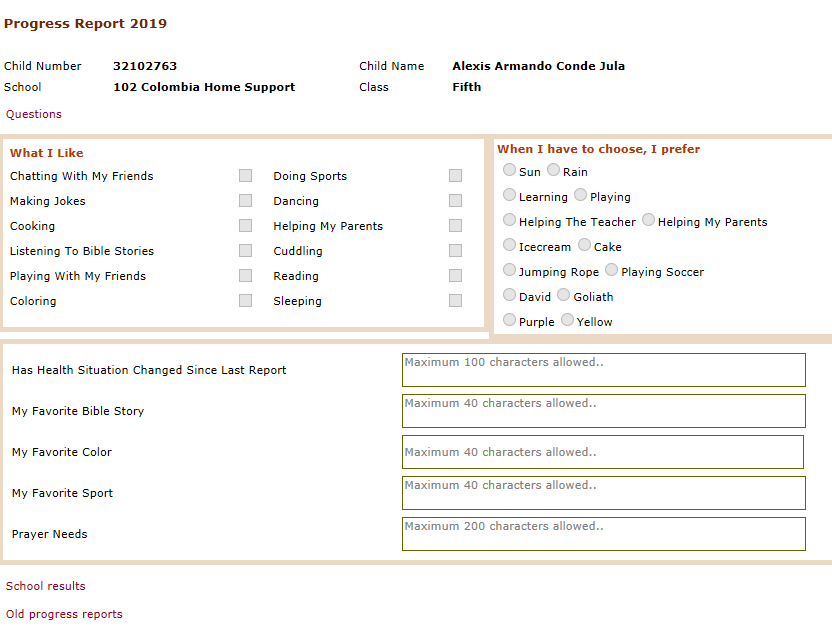 Progress Report 2019
Child Number 32102763 Child Name Alexis Armando Conde Jula
School 102 Colombia Home Support Class Fifth
Questions
What I Like
Chatting With My Friends Doing Sports
Making Jokes Dancing
Cooking Helping My Parents
Listening To Bible Stories Cuddling
Playing With My Friends Reading
Coloring Sleeping
When I have to choose, I prefer
Sun Rain
Learning Playing
Helping The Teacher Helping My Parents
Icecream Cake
Jumping Rope Playing Soccer
David Goliath
Purple Yellow
Has Health Situation Changed Since Last Report Maximum 100 characters allowed..
My Favorite Bible Story Maximum 40 characters allowed..
My Favorite Color Maximum 40 characters allowed..
My Favorite Sport Maximum 40 characters allowed..
Prayer Needs Maximum 200 characters allowed..
School results
Old progress reports